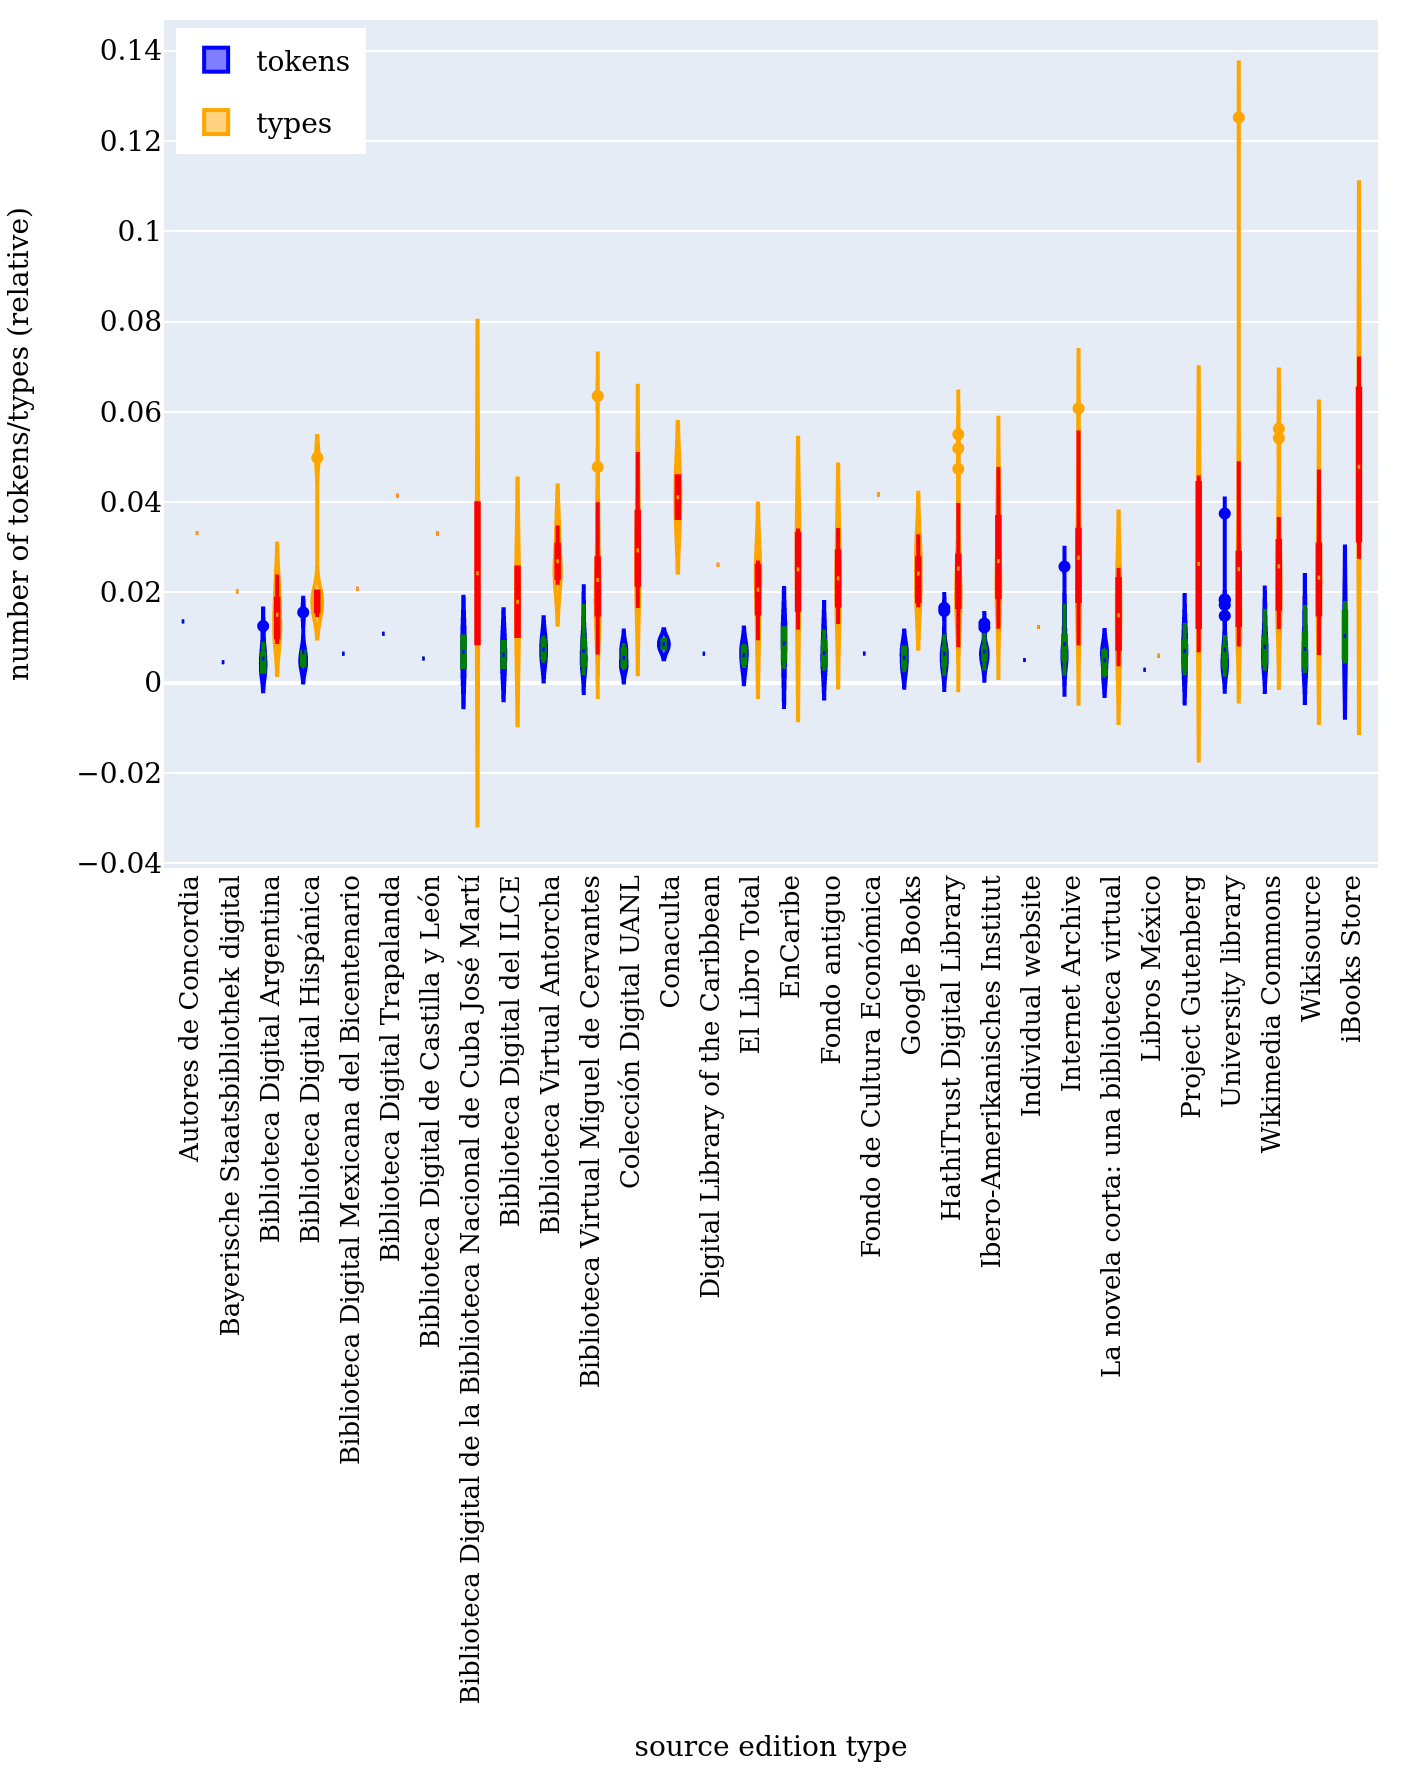 tokens
types
0.14
0.12
0.1
0.08
0.06
0.04
0.02
0
−0.02
−0.04
number of tokens/types (relative)
Autores de Concordia
Bayerische Staatsbibliothek digital
Biblioteca Digital Argentina
Biblioteca Digital Hispánica
Biblioteca Digital Mexicana del Bicentenario
Biblioteca Digital Trapalanda
Biblioteca Digital de Castilla y León
Biblioteca Digital de la Biblioteca Nacional de Cuba José Martí
Biblioteca Digital del ILCE
Biblioteca Virtual Antorcha
Biblioteca Virtual Miguel de Cervantes
Colección Digital UANL
Conaculta
Digital Library of the Caribbean
El Libro Total
EnCaribe
Fondo antiguo
Fondo de Cultura Económica
Google Books
HathiTrust Digital Library
Ibero-Amerikanisches Institut
Individual website
Internet Archive
La novela corta: una biblioteca virtual
Libros México
Project Gutenberg
University library
Wikimedia Commons
Wikisource
iBooks Store
source edition type